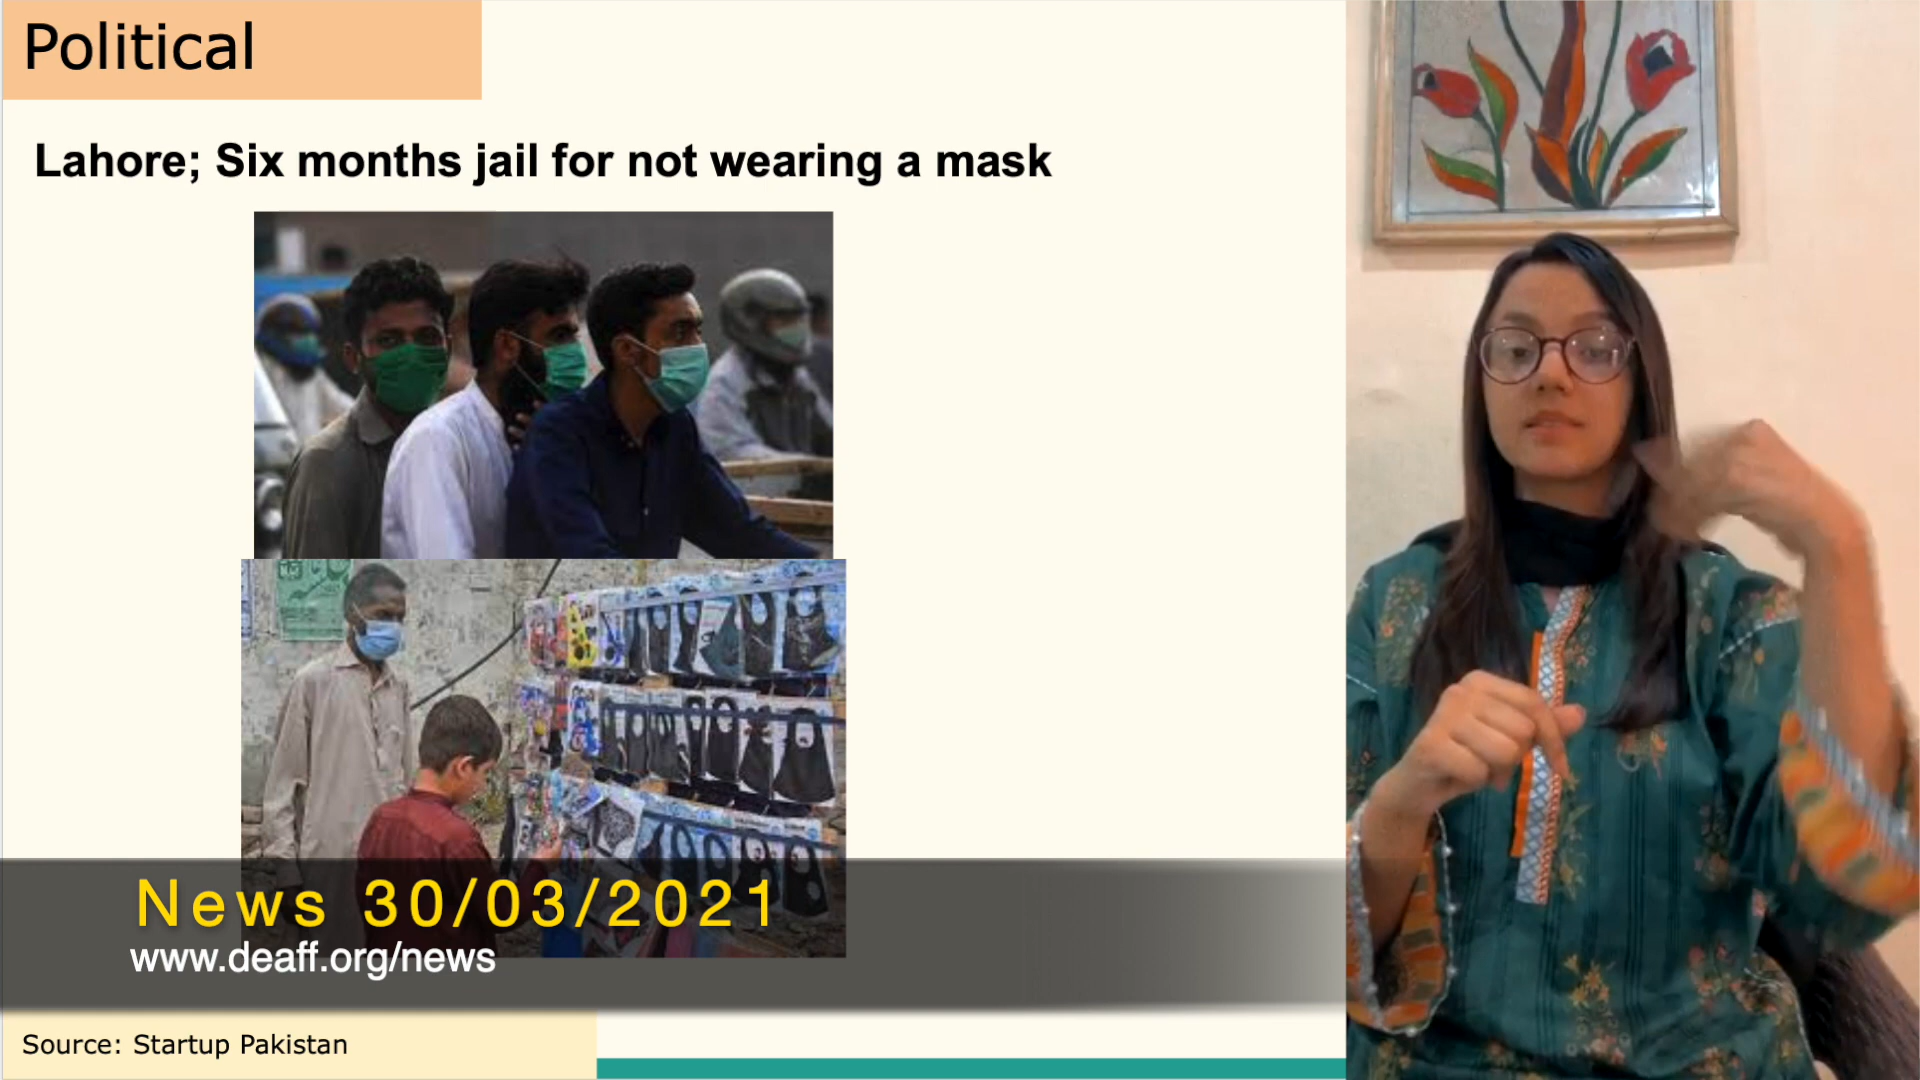 Political
Lahore; Six months jail for not wearing a mask
News 30/03/2021
www.deaff.org/news
Source: Startup Pakistan